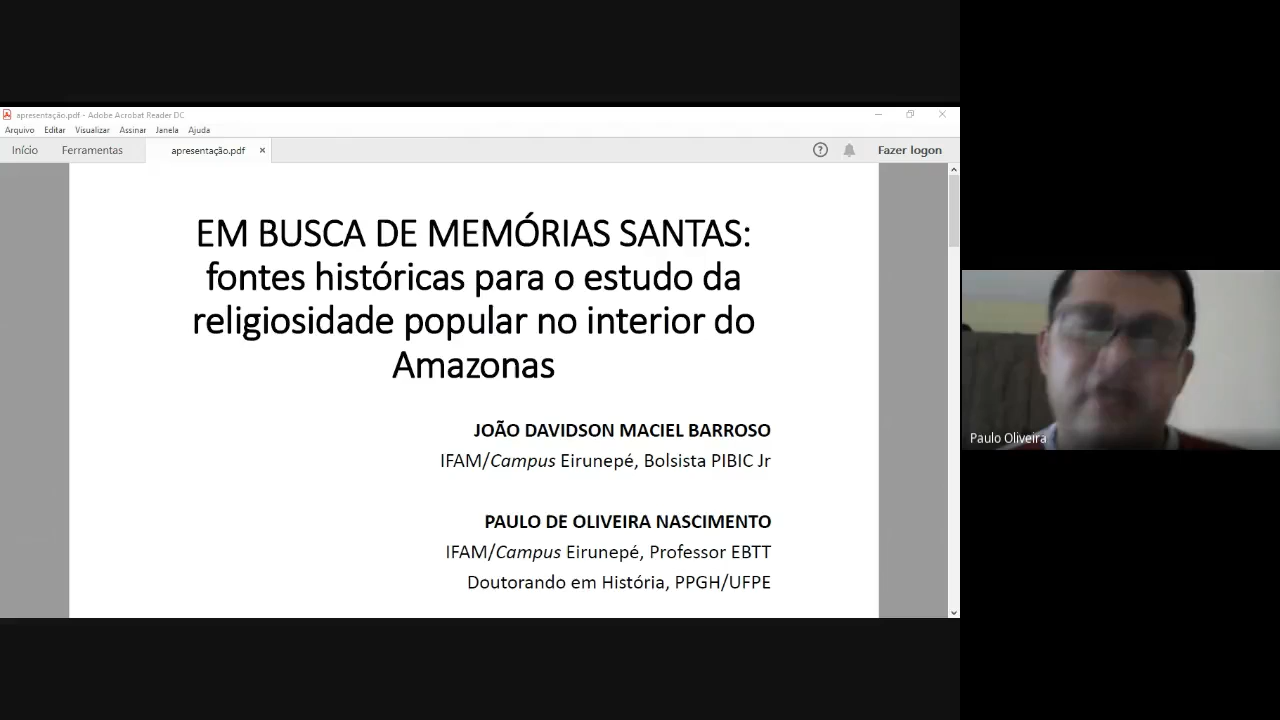 apresentação.pdf - Adobe Acrobat Reader DC
Arquivo Editar Visualizar Assinar Janela Ajuda
Início Ferramentas apresentação.pdf × ? Fazer logon
EM BUSCA DE MEMÓRIAS SANTAS:
fontes históricas para o estudo da
religiosidade popular no interior do
Amazonas
JOÃO DAVIDSON MACIEL BARROSO
IFAM/Campus Eirunepé, Bolsista PIBIC Jr
PAULO DE OLIVEIRA NASCIMENTO
IFAM/Campus Eirunepé, Professor EBTT
Doutorando em História, PPGH/UFPE
Paulo Oliveira